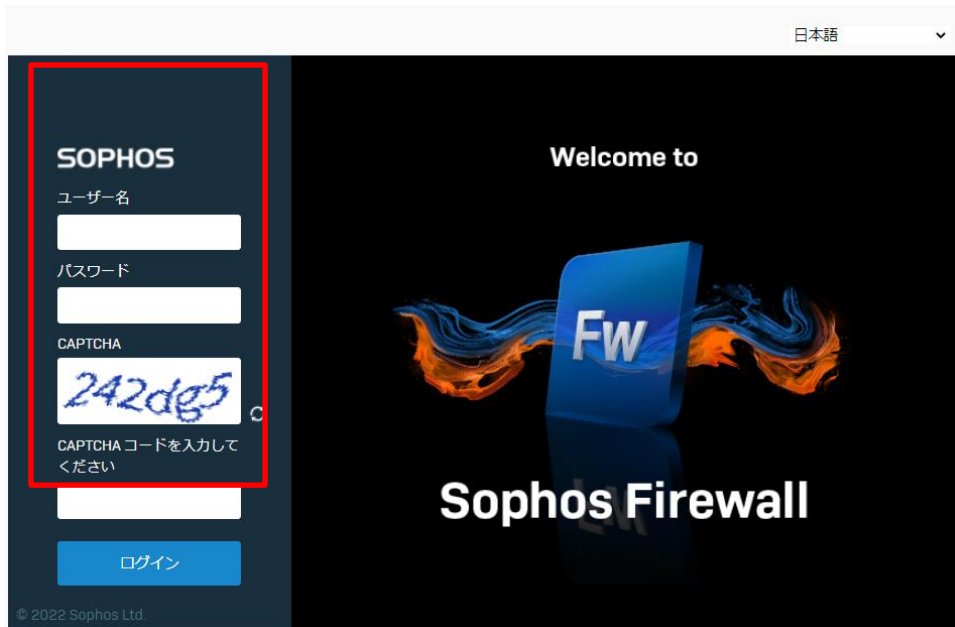 日本語
SOPHOS
ユーザー名
パスワード
CAPTCHA
242dg5
CAPTCHA コードを入力して
ください
ログイン
© 2022 Sophos Ltd.
Welcome to
Fw
Sophos Firewall